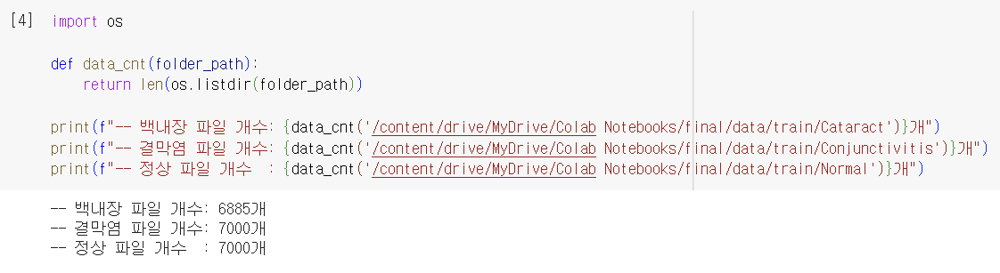 [4] import os
def data_cnt(folder_path):
return len(os.listdir(folder_path))
print(f"-- 백내장 파일 개수: {data_cnt('/content/drive/MyDrive/Colab Notebooks/final/data/train/Cataract')}개")
print(f"-- 결막염 파일 개수: {data_cnt('/content/drive/MyDrive/Colab Notebooks/final/data/train/Conjunctivitis')}개")
print(f"-- 정상 파일 개수  : {data_cnt('/content/drive/MyDrive/Colab Notebooks/final/data/train/Normal')}개")
-- 백내장 파일 개수: 6885개
-- 결막염 파일 개수: 7000개
-- 정상 파일 개수  : 7000개